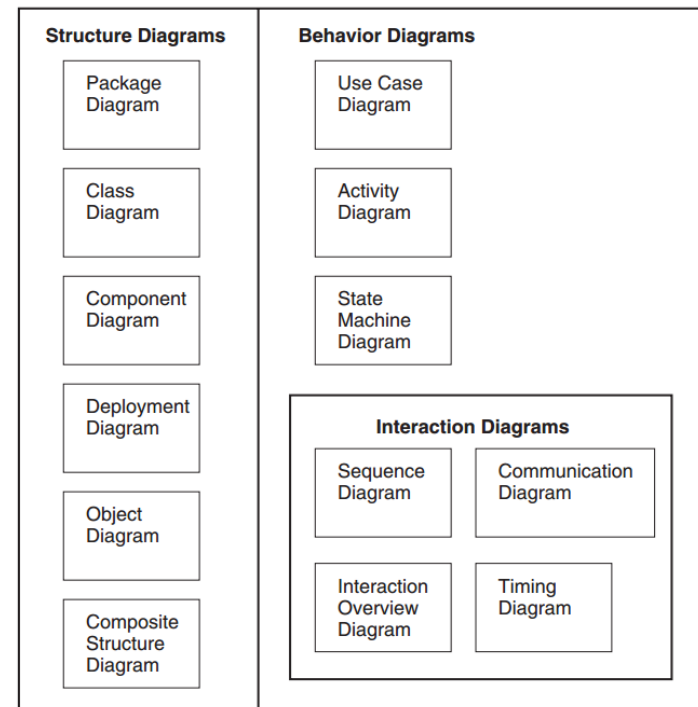 Structure Diagrams
Package
Diagram
Class
Diagram
Component
Diagram
Deployment
Diagram
Object
Diagram
Composite
Structure
Diagram
Behavior Diagrams
Use Case
Diagram
Activity
Diagram
State
Machine
Diagram
Interaction Diagrams
Sequence
Diagram
Communication
Diagram
Interaction
Overview
Diagram
Timing
Diagram